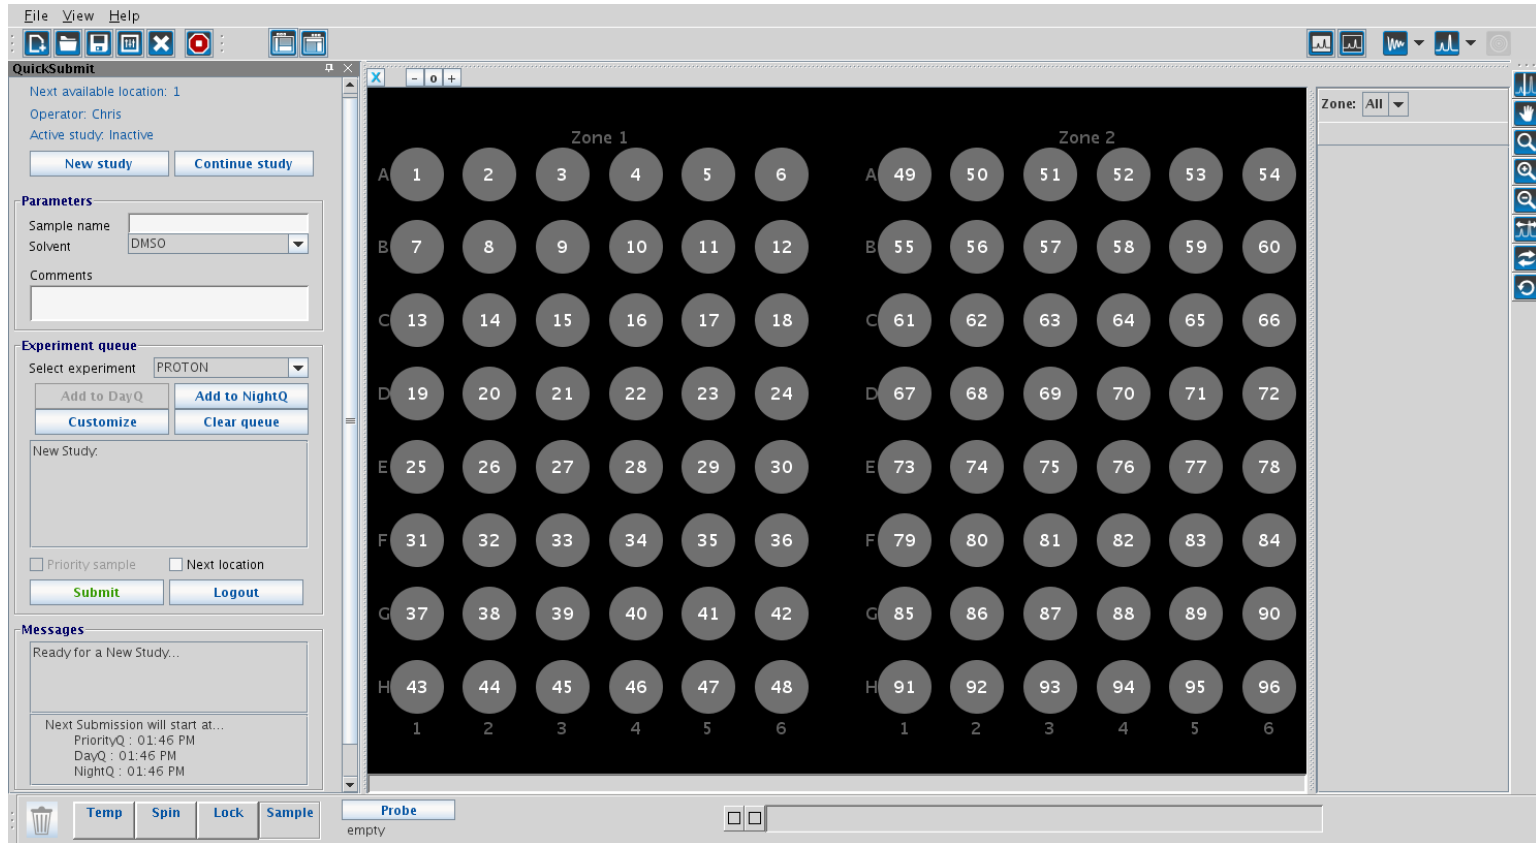 File View Help
QuickSubmit
Next available location: 1
Operator: Chris
Active study: Inactive
New study Continue study
Parameters
Sample name
Solvent DMSO
Comments
Experiment queue
Select experiment PROTON
Add to DayQ Add to NightQ
Customize Clear queue
New Study:
Priority sample Next location
Submit Logout
Messages
Ready for a New Study...
Next Submission will start at...
PriorityQ : 01:46 PM
DayQ : 01:46 PM
NightQ : 01:46 PM
X - 0 +
Zone 1 Zone 2
A 1 2 3 4 5 6 A 49 50 51 52 53 54
B 7 8 9 10 11 12 B 55 56 57 58 59 60
C 13 14 15 16 17 18 C 61 62 63 64 65 66
D 19 20 21 22 23 24 D 67 68 69 70 71 72
E 25 26 27 28 29 30 E 73 74 75 76 77 78
F 31 32 33 34 35 36 F 79 80 81 82 83 84
G 37 38 39 40 41 42 G 85 86 87 88 89 90
H 43 44 45 46 47 48 H 91 92 93 94 95 96
1 2 3 4 5 6 1 2 3 4 5 6
Zone: All
Temp Spin Lock Sample Probe
empty